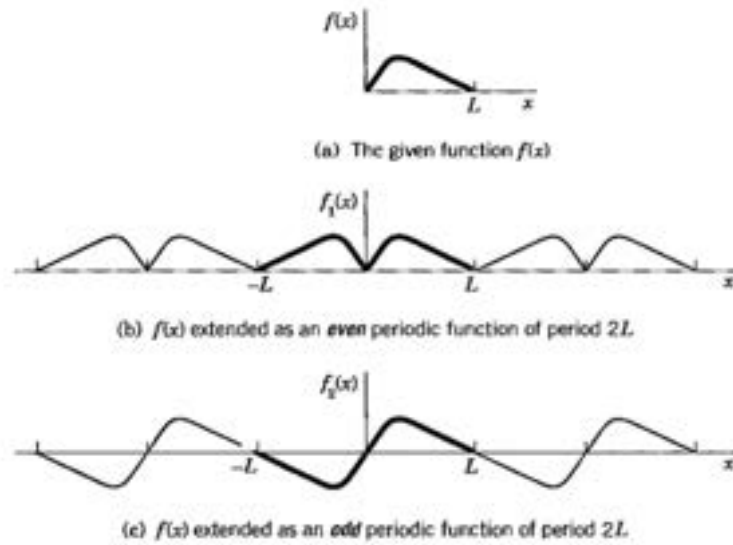 f(x)
L x
(a) The given function f(x)
f₁(x)
–L L x
(b) f(x) extended as an even periodic function of period 2L
f₂(x)
–L L x
(c) f(x) extended as an odd periodic function of period 2L